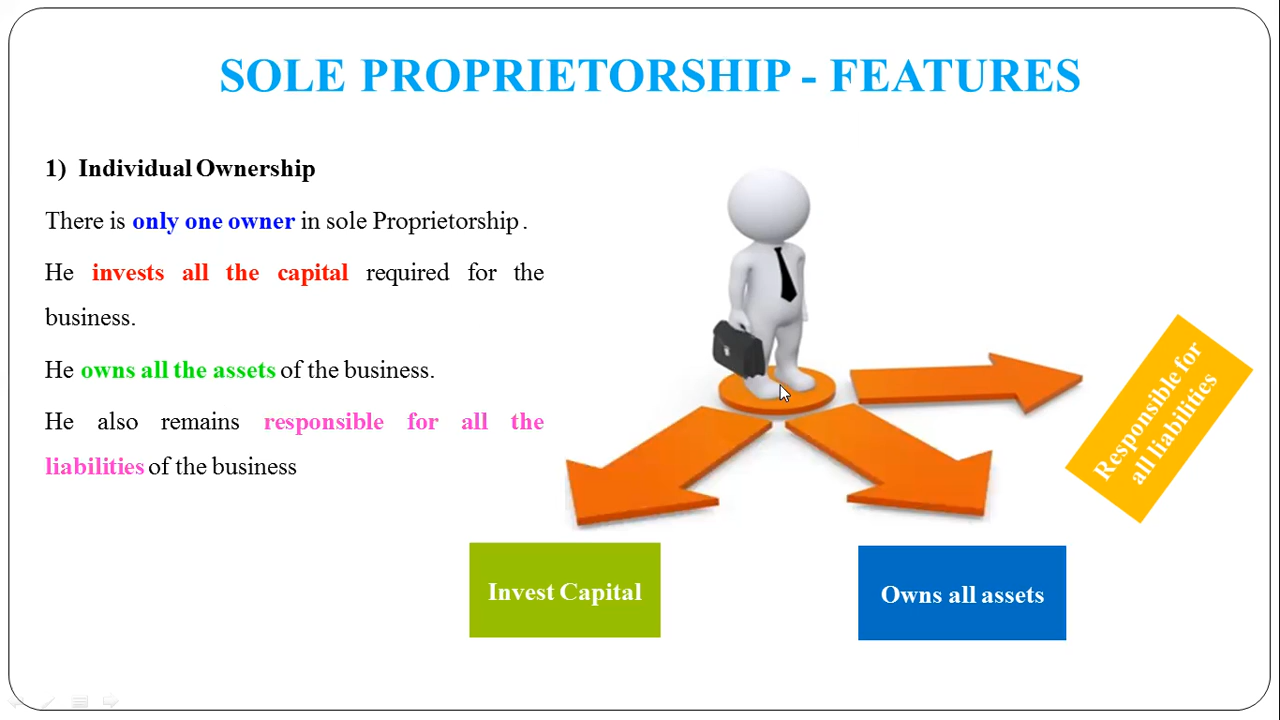 SOLE PROPRIETORSHIP - FEATURES
1) Individual Ownership
There is only one owner in sole Proprietorship .
He invests all the capital required for the
business.
He owns all the assets of the business.
He also remains responsible for all the
liabilities of the business
Responsible for
all liabilities
Invest Capital
Owns all assets